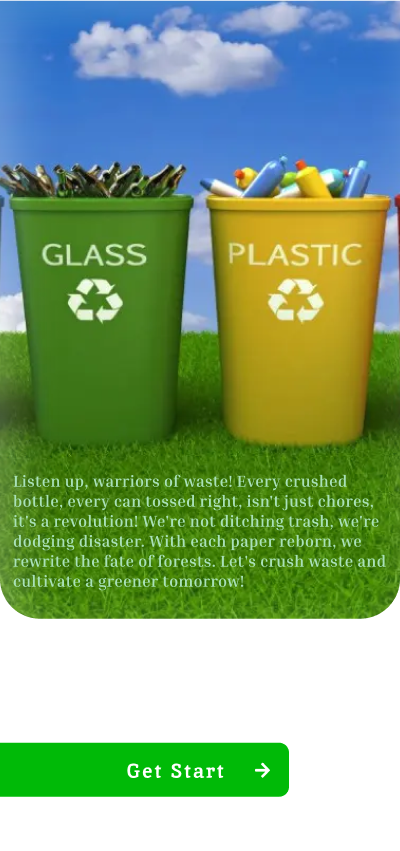 GLASS
PLASTIC
Listen up, warriors of waste! Every crushed
bottle, every can tossed right, isn't just chores,
it's a revolution! We're not ditching trash, we're
dodging disaster. With each paper reborn, we
rewrite the fate of forests. Let's crush waste and
cultivate a greener tomorrow!
Get Start